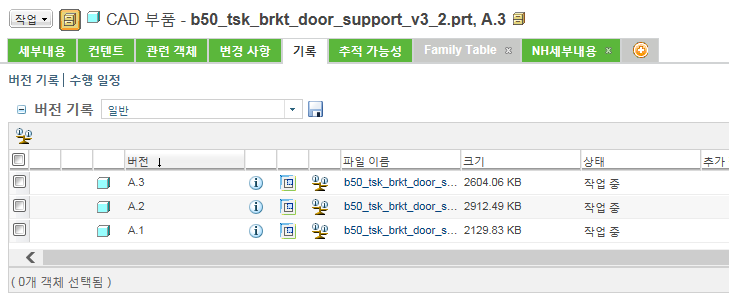 작업 CAD 부품 - b50_tsk_brkt_door_support_v3_2.prt, A.3
세부내용 컨텐트 관련 객체 변경 사항 기록 추적 가능성 Family Table × NH세부내용 ×
버전 기록 | 수행 일정
버전 기록 일반
버전 ↓ 파일 이름 크기 상태 추가
A.3 b50_tsk_brkt_door_s... 2604.06 KB 작업 중
A.2 b50_tsk_brkt_door_s... 2912.49 KB 작업 중
A.1 b50_tsk_brkt_door_s... 2129.83 KB 작업 중
( 0개 객체 선택됨 )